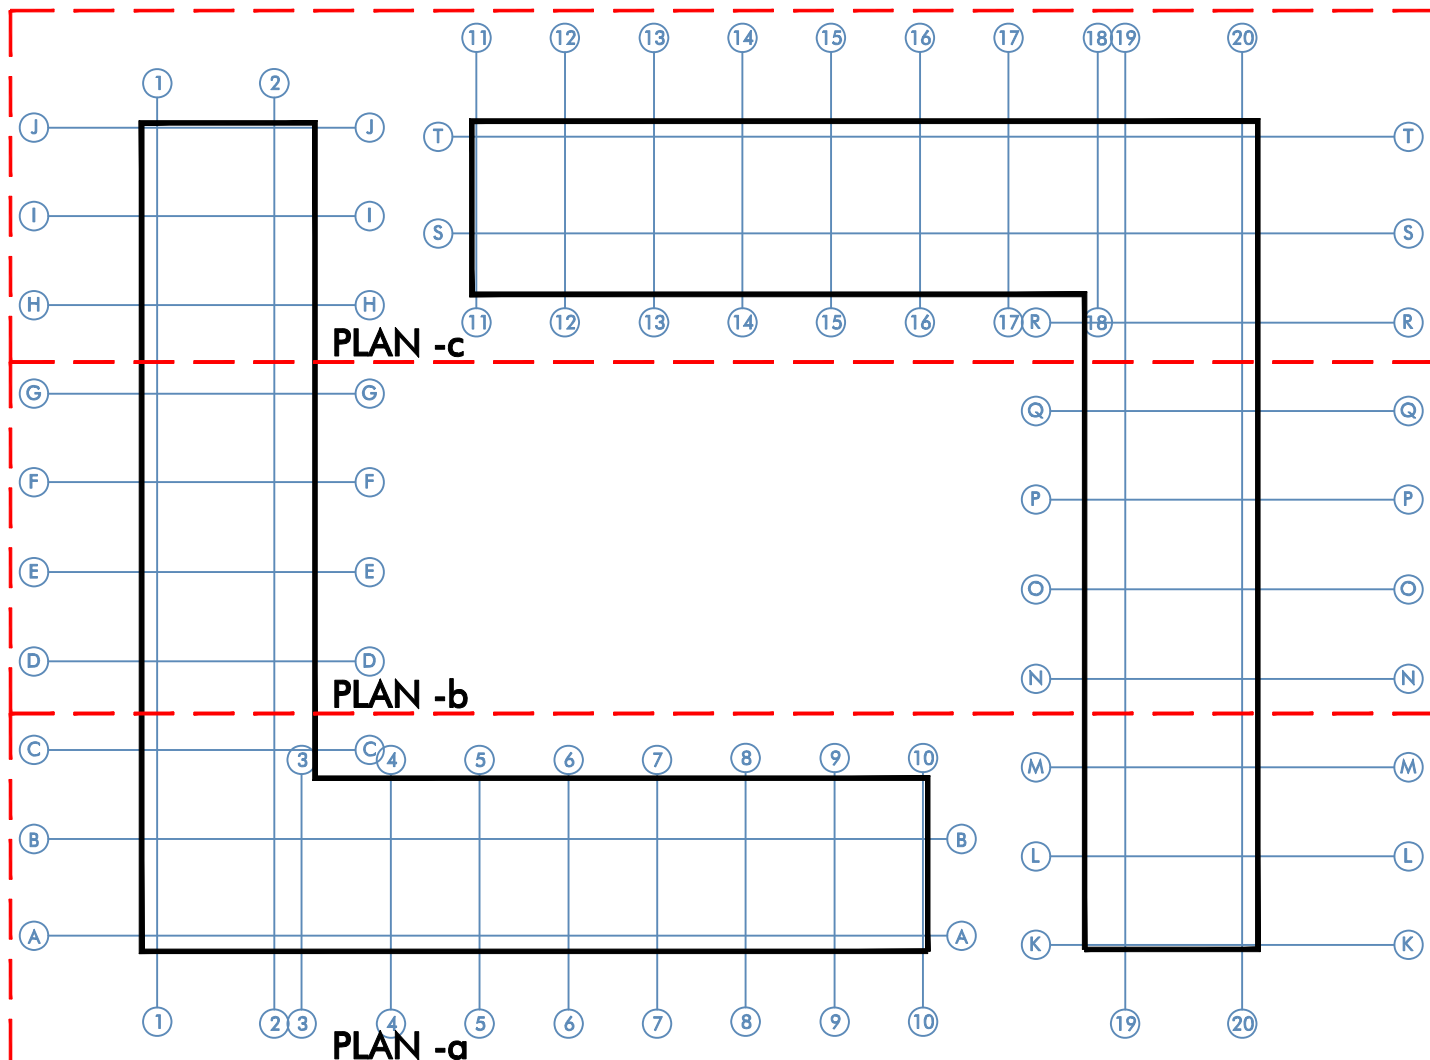 11 12 13 14 15 16 17 18 19 20
1 2
J J T T
I I S S
H H
11 12 13 14 15 16 17 R 18 R
PLAN -c
G G Q Q
F F P P
E E O O
D D N N
PLAN -b
C C
3 4 5 6 7 8 9 10 M M
B B L L
A A K K
1 2 3 4 5 6 7 8 9 10 19 20
PLAN -a